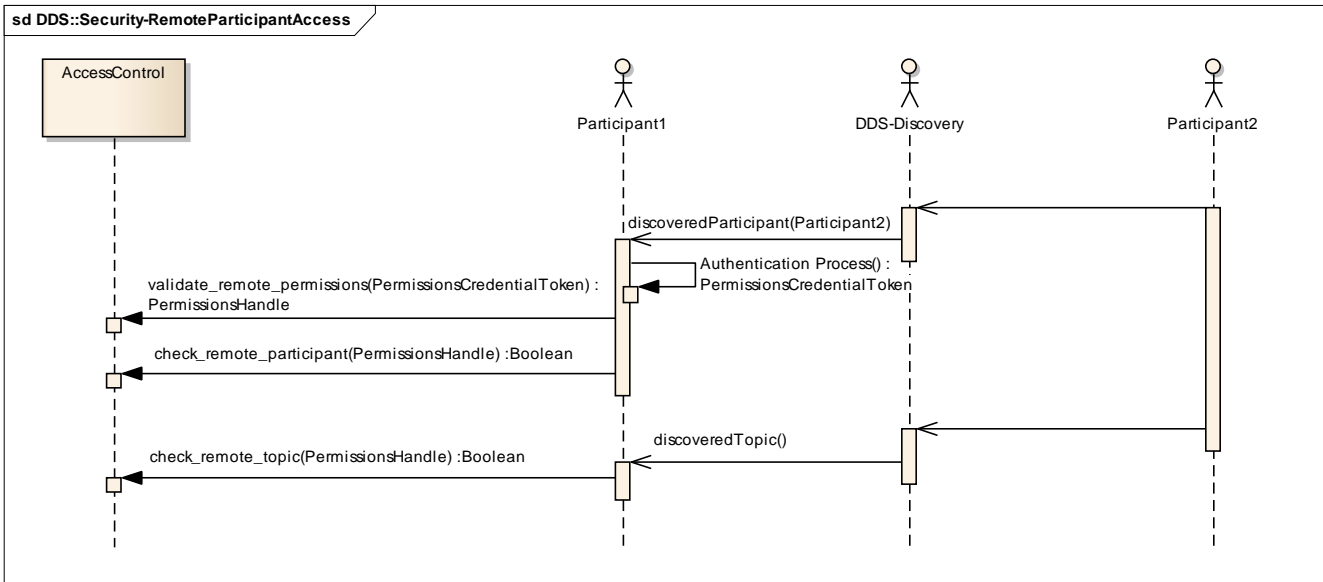 sd DDS::Security-RemoteParticipantAccess
AccessControl
Participant1
DDS-Discovery
Participant2
discoveredParticipant(Participant2)
Authentication Process() :
PermissionsCredentialToken
validate_remote_permissions(PermissionsCredentialToken) :
PermissionsHandle
check_remote_participant(PermissionsHandle) :Boolean
discoveredTopic()
check_remote_topic(PermissionsHandle) :Boolean